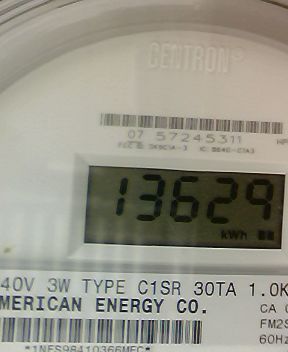 CENTRON®
07 57245311
13629
kWh
40V 3W TYPE C1SR 30TA 1.0K
MERICAN ENERGY CO.
CA
FM2S
60Hz